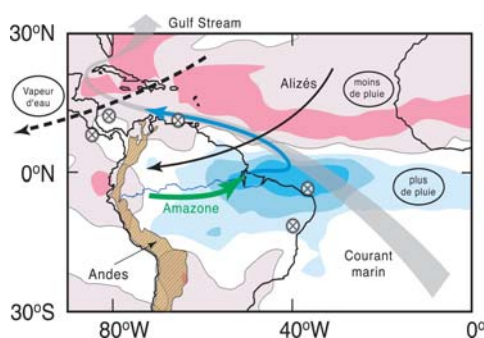 Gulf Stream
30°N
Vapeur
d'eau
Alizés
moins
de pluie
0°N
Amazone
plus
de pluie
Andes
Courant
marin
30°S
80°W
40°W
0°